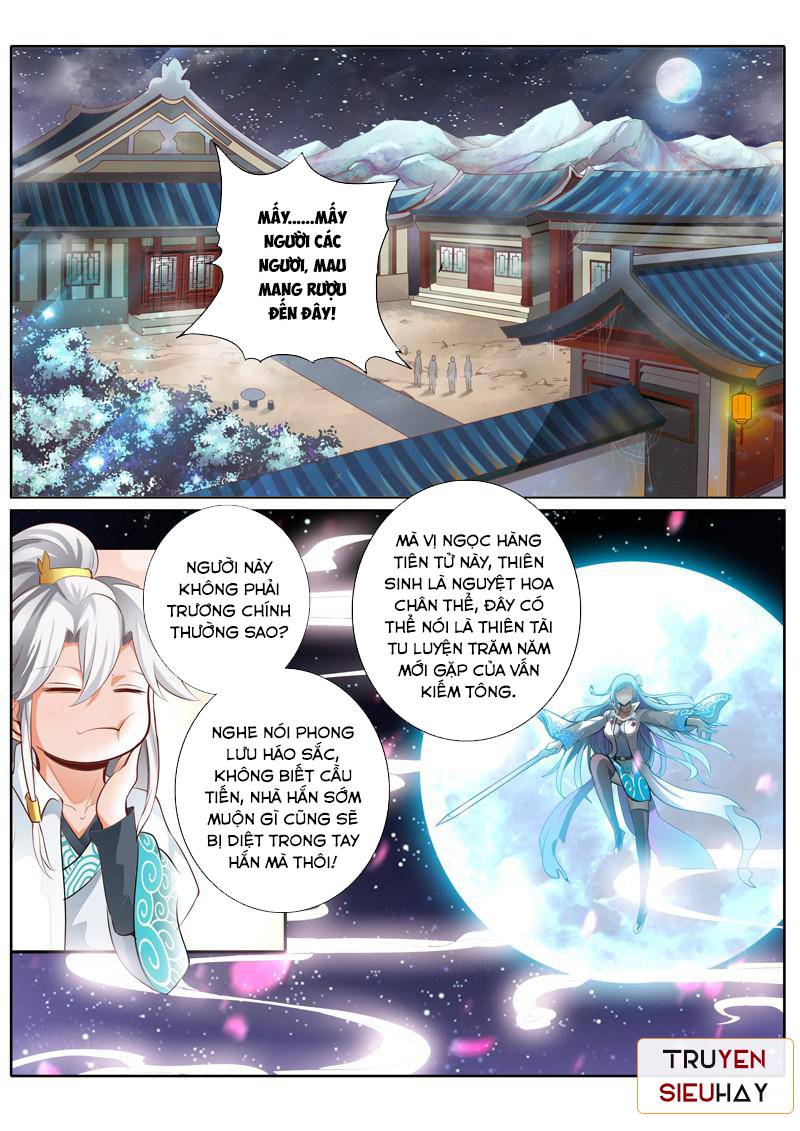 MẤY......MẤY
NGƯỜI CÁC
NGƯỜI, MAU
MANG RƯỢU
ĐẾN ĐÂY!
NGƯỜI NÀY
KHÔNG PHẢI
TRƯƠNG CHÍNH
THƯỜNG SAO?
MÀ VỊ NGỌC HÀNG
TIÊN TỬ NÀY, THIÊN
SINH LÀ NGUYỆT HOA
CHÂN THỂ, ĐÂY CÓ
THỂ NÓI LÀ THIÊN TÀI
TU LUYỆN TRĂM NĂM
MỚI GẶP CỦA VẤN
KIẾM TÔNG.
NGHE NÓI PHONG
LƯU HÁO SẮC,
KHÔNG BIẾT CẦU
TIẾN, NHÀ HẮN SỚM
MUỘN GÌ CŨNG SẼ
BỊ DIỆT TRONG TAY
HẮN MÀ THÔI!
TRUYEN
SIEUHAY